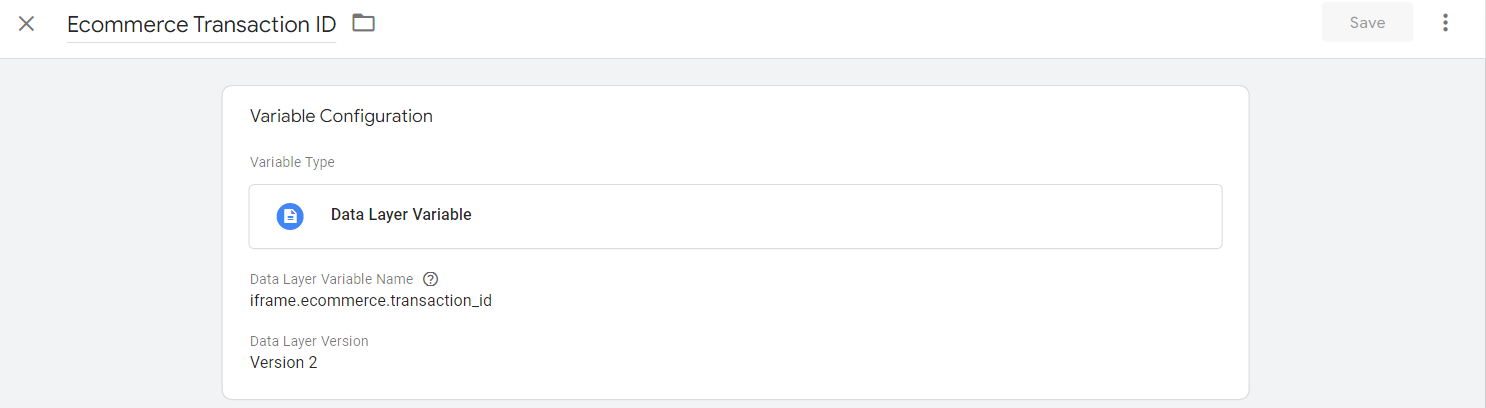 Ecommerce Transaction ID
Save
Variable Configuration
Variable Type
Data Layer Variable
Data Layer Variable Name
iframe.ecommerce.transaction_id
Data Layer Version
Version 2